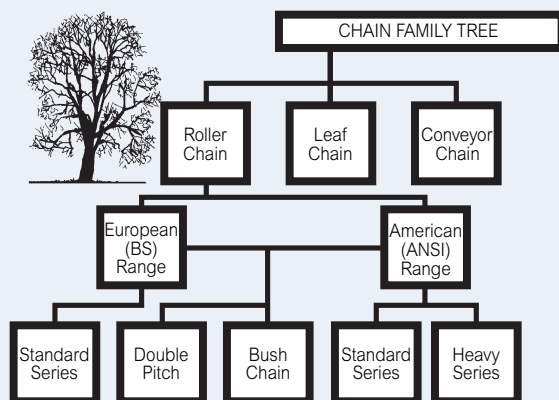 CHAIN FAMILY TREE
Roller
Chain
Leaf
Chain
Conveyor
Chain
European
(BS)
Range
American
(ANSI)
Range
Standard
Series
Double
Pitch
Bush
Chain
Standard
Series
Heavy
Series